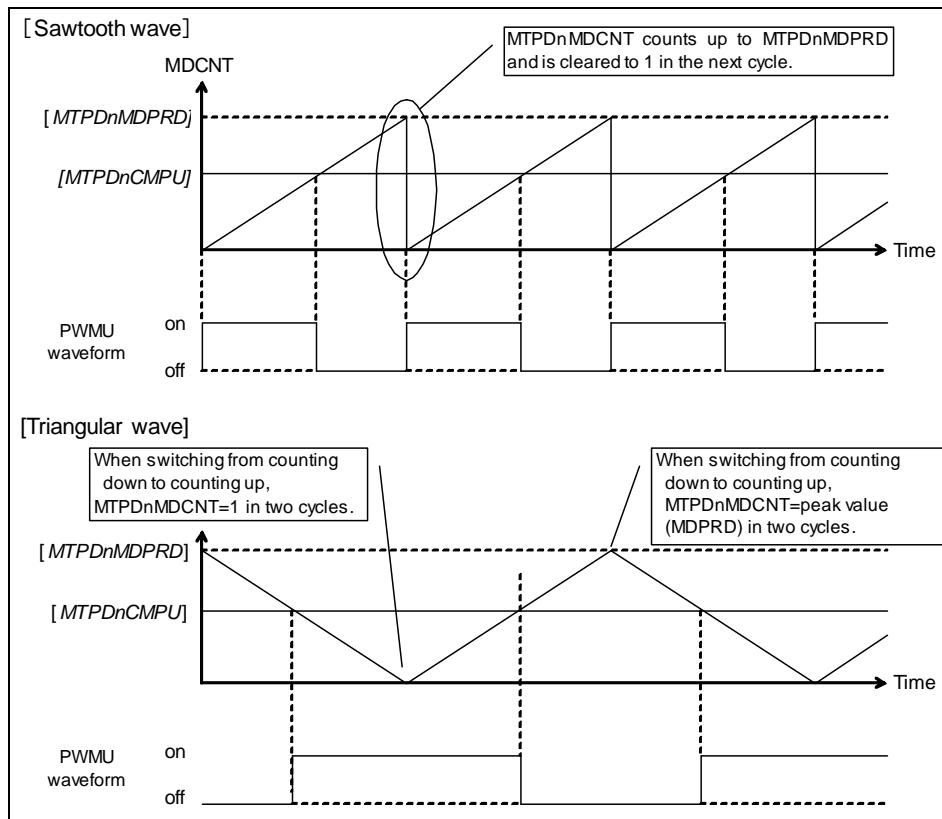 [Sawtooth wave]
MTPDnMDCNT counts up to MTPDnMDPRD
and is cleared to 1 in the next cycle.
MDCNT
[MTPDnMDPRD]
[MTPDnCMPU]
Time
on
PWMU
waveform
off
[Triangular wave]
When switching from counting
down to counting up,
MTPDnMDCNT=1 in two cycles.
When switching from counting
down to counting up,
MTPDnMDCNT=peak value
(MDPRD) in two cycles.
[MTPDnMDPRD]
[MTPDnCMPU]
Time
on
PWMU
waveform
off